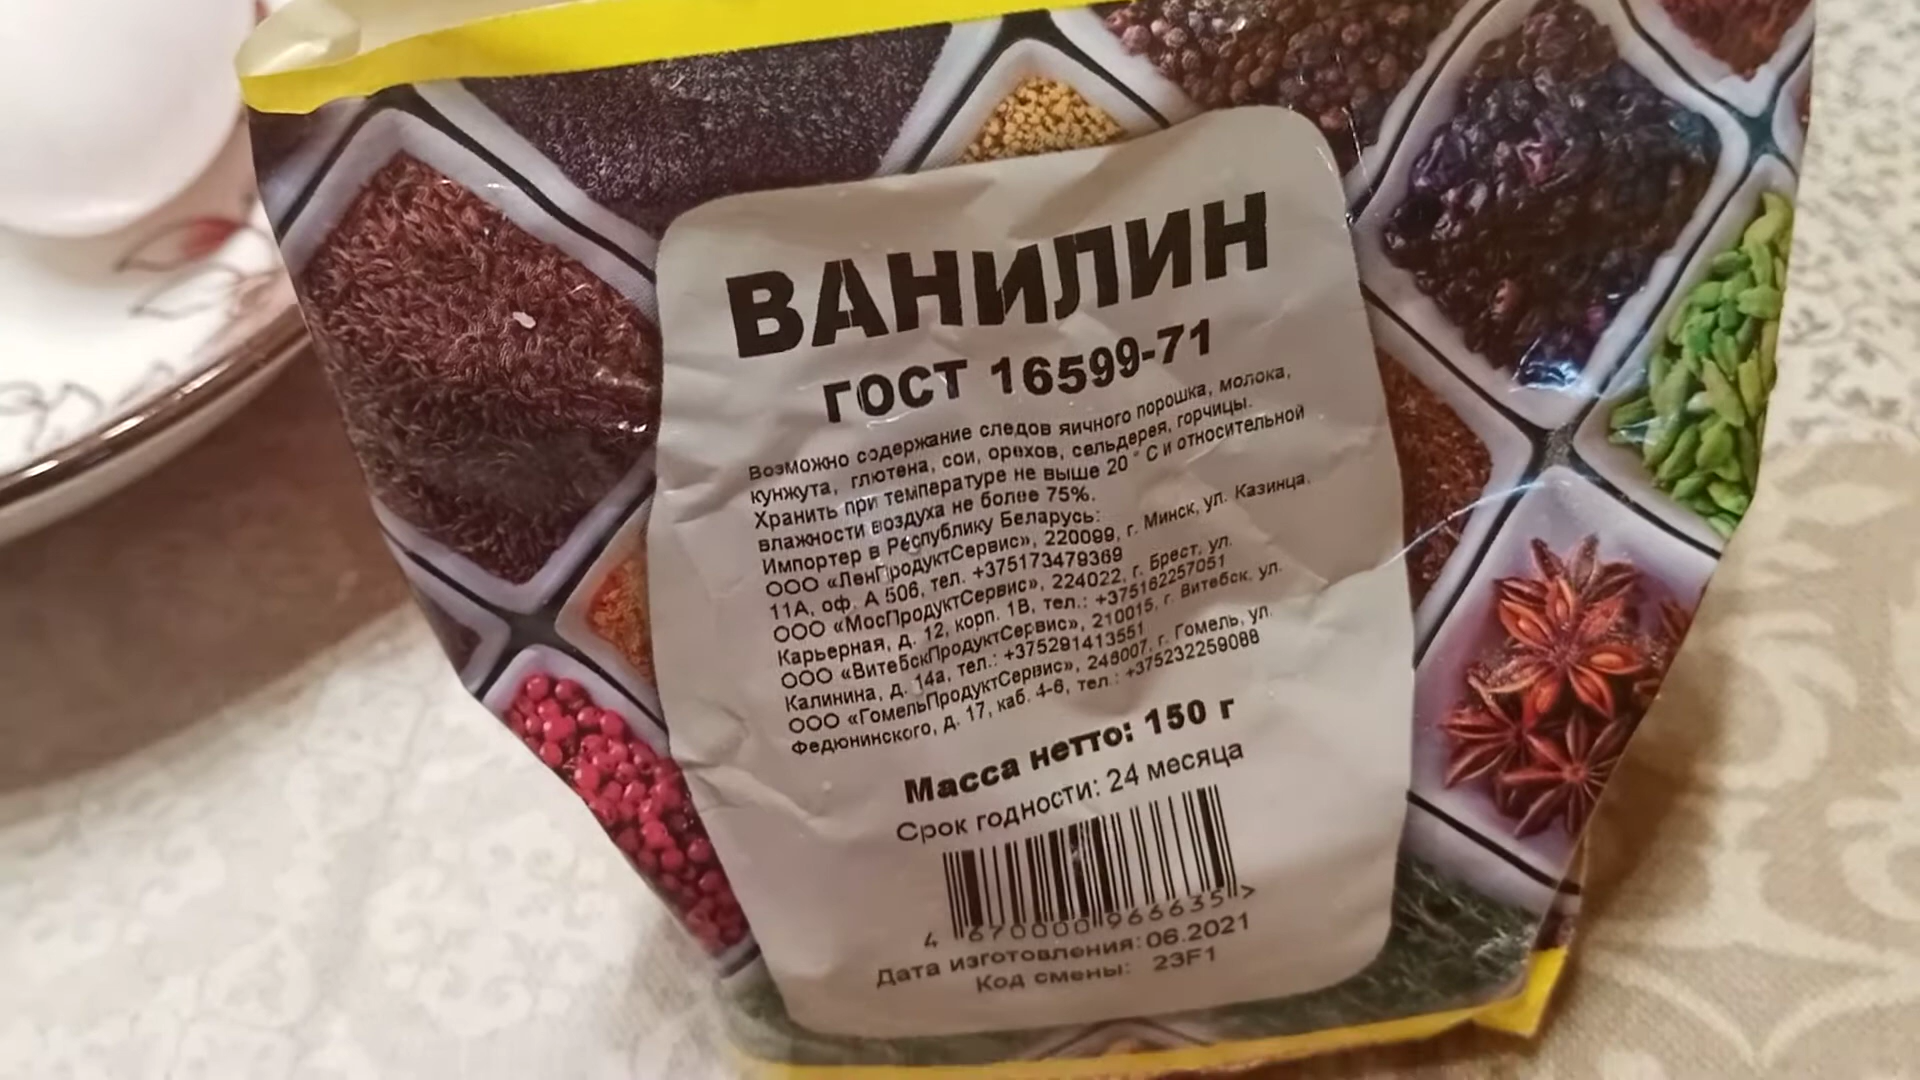 ВАНИЛИН
ГОСТ 16599-71
Возможно содержание следов яичного порошка, молока,
кунжута, глютена, сои, орехов, сельдерея, горчицы.
Хранить при температуре не выше 20 °С и относительной
влажности воздуха не более 75%.
Импортер в Республику Беларусь:
ООО «ЛенПродуктСервис», 220099, г. Минск, ул. Казинца,
11А, оф. А 506, тел. +375173479369
ООО «МосПродуктСервис», 224022, г. Брест, ул.
Карьерная, д. 12, корп. 1В, тел.: +375162257051
ООО «ВитебскПродуктСервис», 210015, г. Витебск, ул.
Калинина, д. 14а, тел.: +375291413551
ООО «ГомельПродуктСервис», 246007, г. Гомель, ул.
Федюнинского, д. 17, каб. 4-6, тел.: +375232259088
Масса нетто: 150 г
Срок годности: 24 месяца
4 670000 966635 >
Дата изготовления: 06.2021
Код смены: 23F1